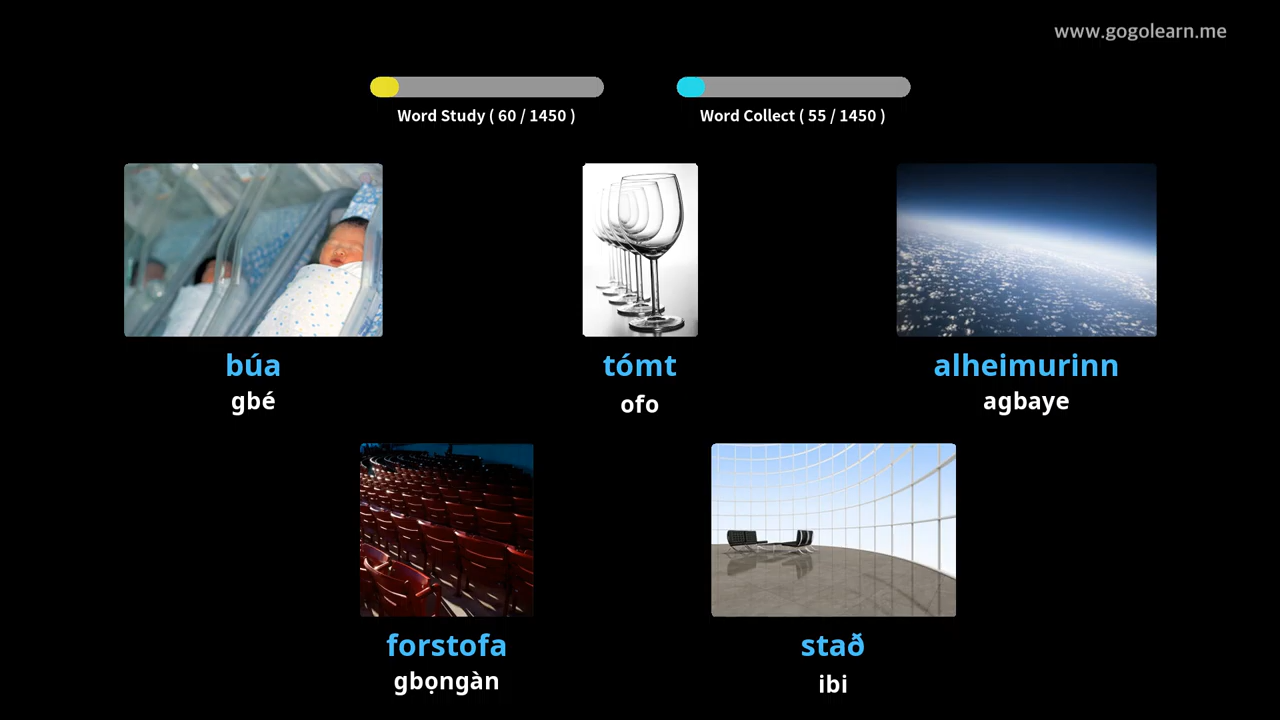 www.gogolearn.me
Word Study ( 60 / 1450 )
Word Collect ( 55 / 1450 )
búa
gbé
tómt
ofo
alheimurinn
agbaye
forstofa
gbọngàn
stað
ibi